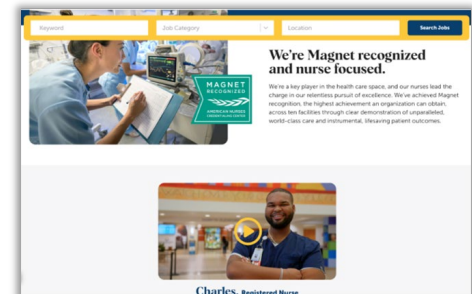 Keyword
Job Category
Location
Search Jobs
We're Magnet recognized
and nurse focused.
We're a key player in the health care space, and our nurses lead the
charge in our relentless pursuit of excellence. We've achieved Magnet
recognition, the highest achievement an organization can obtain,
across ten facilities through clear demonstration of unparalleled,
world-class care and instrumental, lifesaving patient outcomes.
MAGNET
RECOGNIZED
AMERICAN NURSES
CREDENTIALING CENTER
Charles, Registered Nurse